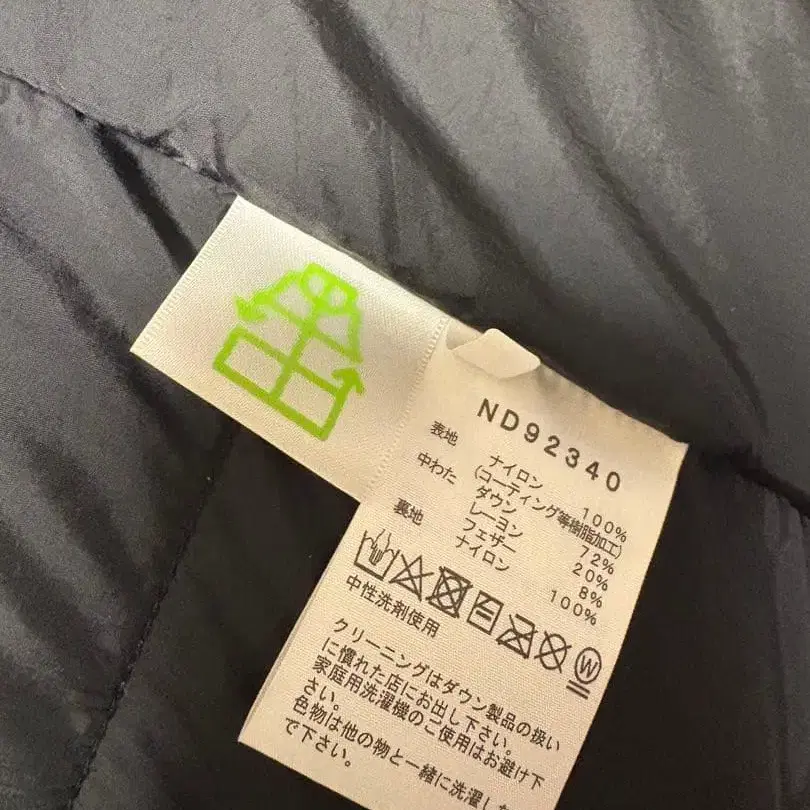 ND92340
表地 ナイロン 100%
(コーティング等樹脂加工)
中わた ダウン 72%
レーヨン 20%
フェザー 8%
裏地 ナイロン 100%
W
中性洗剤使用
クリーニングはダウン製品の扱い
に慣れた店にお出し下さい。
家庭用洗濯機のご使用はお避け下
さい。
色物は他の物と一緒に洗濯し
で下さい。